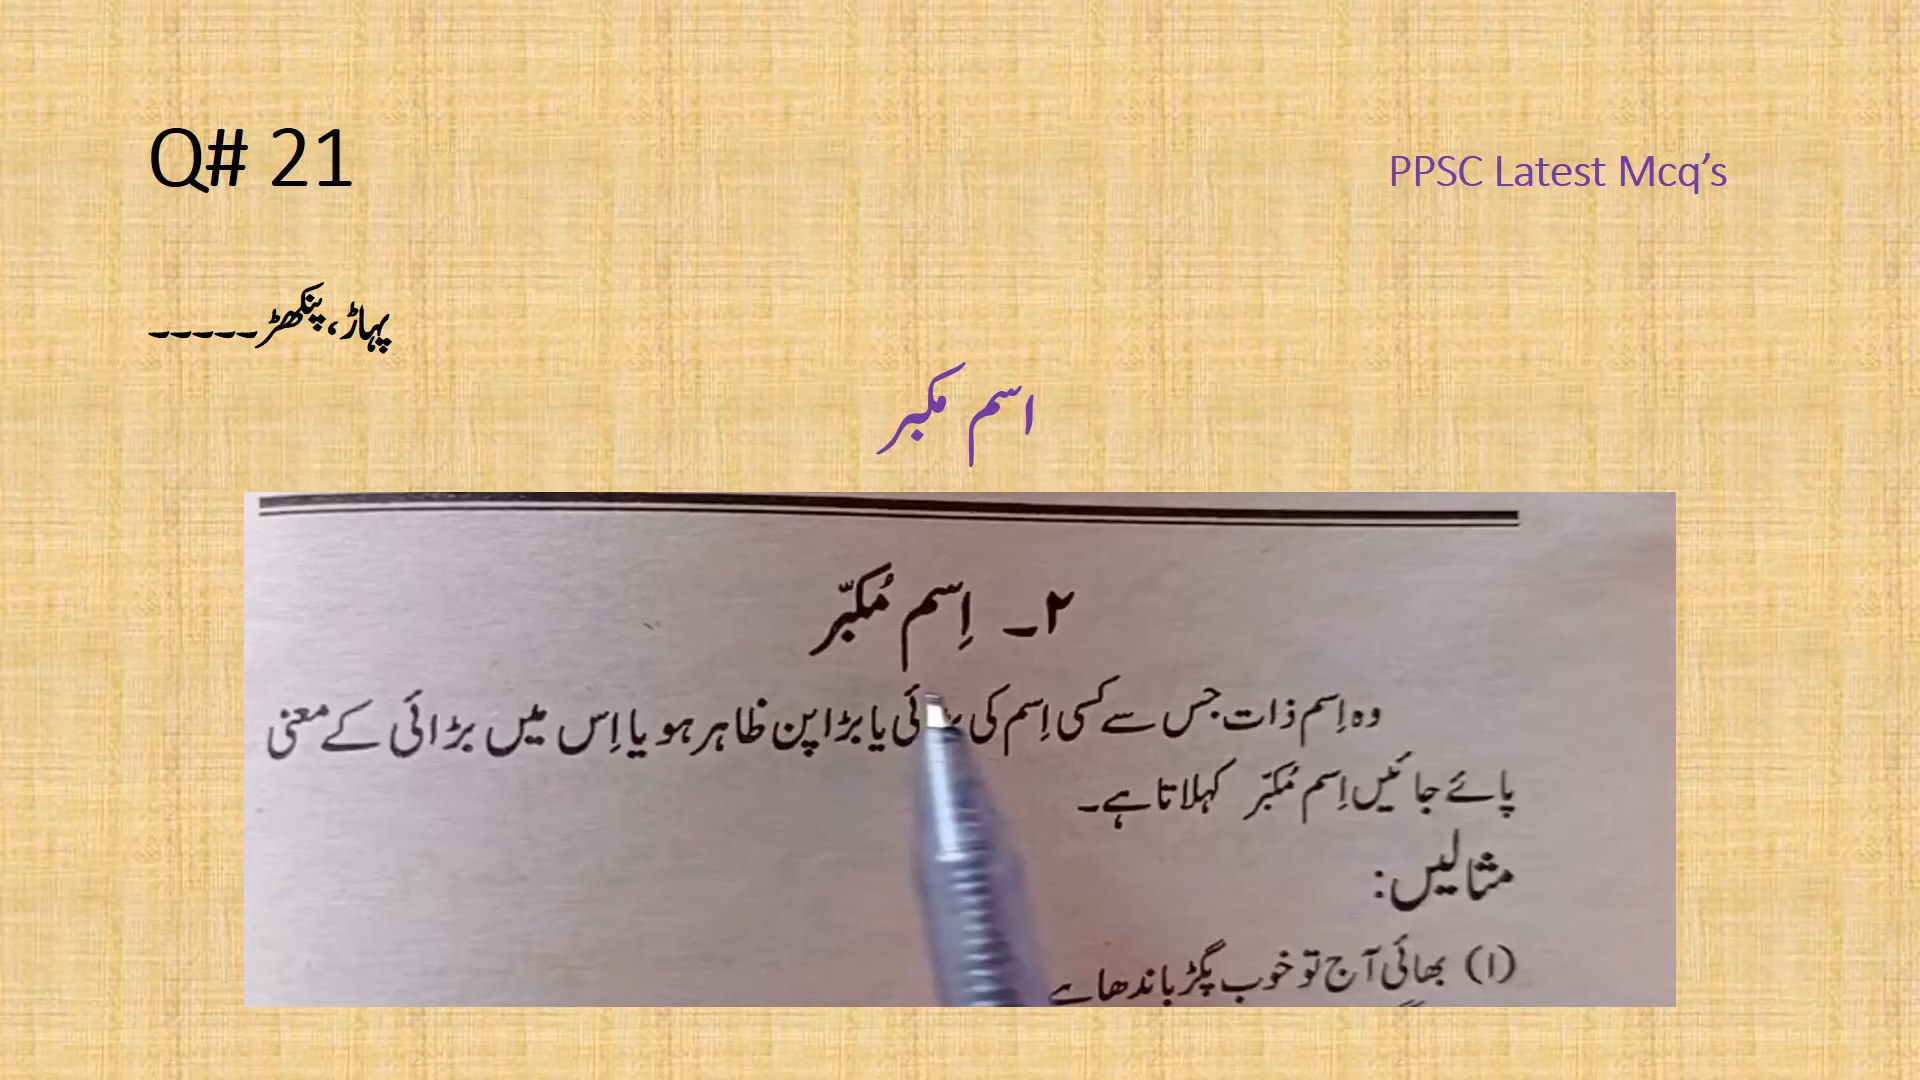 Q# 21
PPSC Latest Mcq’s
پہاڑ، پنکھڑ ۔۔۔۔۔
اسم مکبر
۲۔ اِسم مُکبّر
وہ اِسم ذات جس سے کسی اِسم کی یا بڑا پن ظاہر ہو یا اِس میں بڑائی کے معنی
پائے جائیں اِسم مُکبّر کہلاتا ہے۔
مثالیں:
(۱) بھائی آج تو خوب پگڑ باندھا ہے